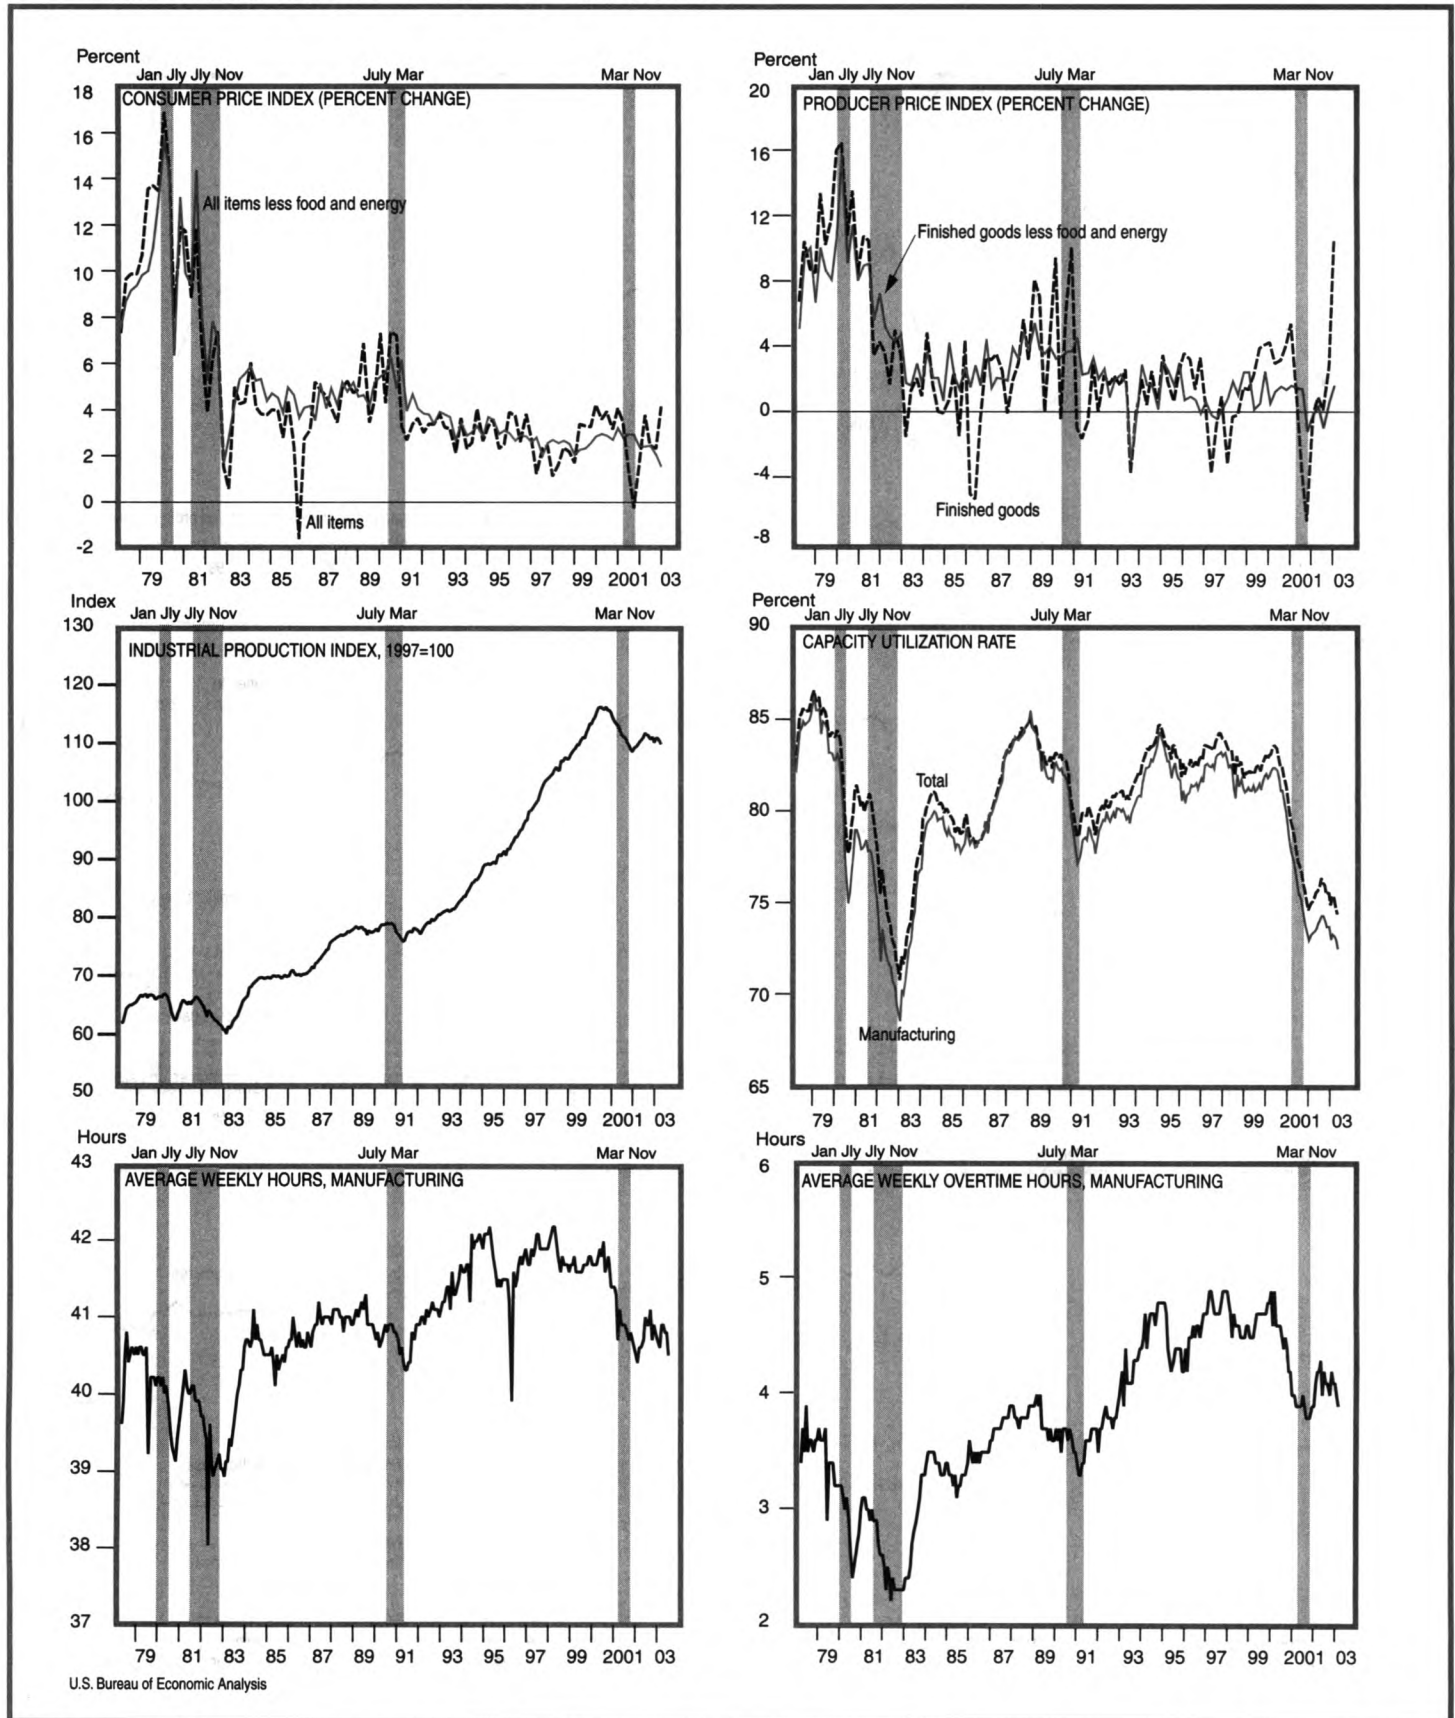 Percent
Jan Jly Jly Nov July Mar Mar Nov
CONSUMER PRICE INDEX (PERCENT CHANGE)
18
16
14
12
10
8
6
4
2
0
-2
All items less food and energy
All items
79 81 83 85 87 89 91 93 95 97 99 2001 03
Percent
Jan Jly Jly Nov July Mar Mar Nov
PRODUCER PRICE INDEX (PERCENT CHANGE)
20
16
12
8
4
0
-4
-8
Finished goods less food and energy
Finished goods
79 81 83 85 87 89 91 93 95 97 99 2001 03
Index
Jan Jly Jly Nov July Mar Mar Nov
INDUSTRIAL PRODUCTION INDEX, 1997=100
130
120
110
100
90
80
70
60
50
79 81 83 85 87 89 91 93 95 97 99 2001 03
Percent
Jan Jly Jly Nov July Mar Mar Nov
CAPACITY UTILIZATION RATE
90
85
80
75
70
65
Total
Manufacturing
79 81 83 85 87 89 91 93 95 97 99 2001 03
Hours
Jan Jly Jly Nov July Mar Mar Nov
AVERAGE WEEKLY HOURS, MANUFACTURING
43
42
41
40
39
38
37
79 81 83 85 87 89 91 93 95 97 99 2001 03
Hours
Jan Jly Jly Nov July Mar Mar Nov
AVERAGE WEEKLY OVERTIME HOURS, MANUFACTURING
6
5
4
3
2
79 81 83 85 87 89 91 93 95 97 99 2001 03
U.S. Bureau of Economic Analysis